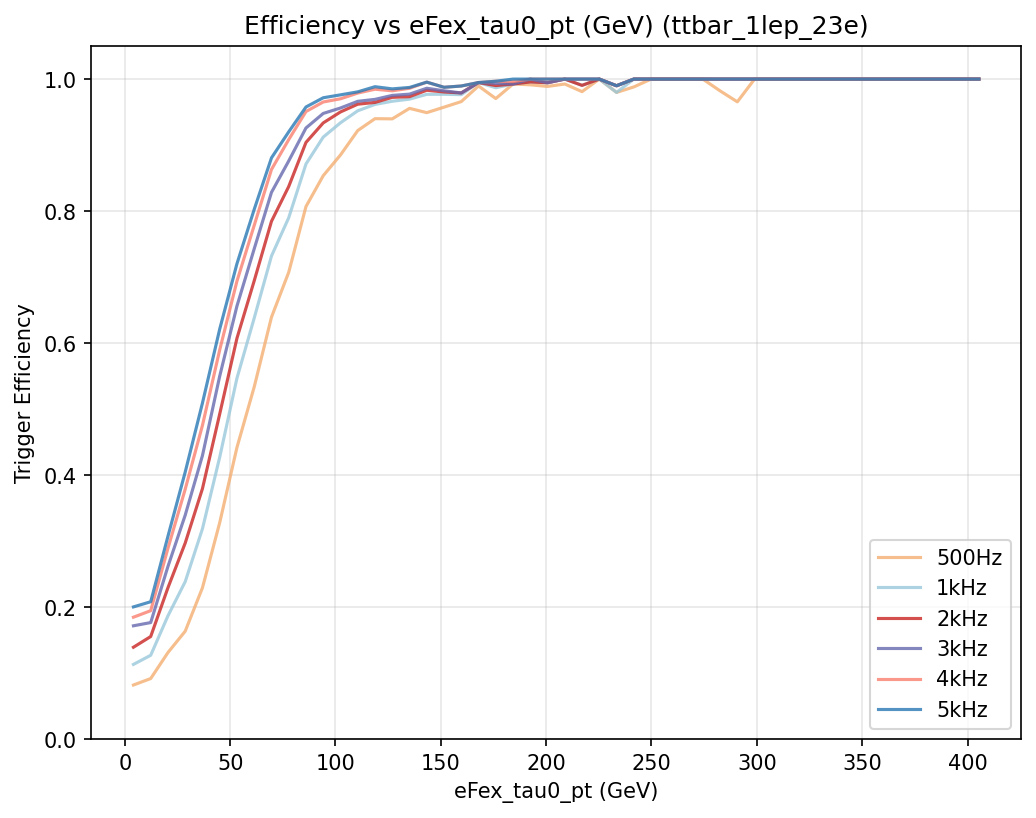 Efficiency vs eFex_tau0_pt (GeV) (ttbar_1lep_23e)
1.0
0.8
0.6
0.4
0.2
0.0
Trigger Efficiency
500Hz
1kHz
2kHz
3kHz
4kHz
5kHz
0 50 100 150 200 250 300 350 400
eFex_tau0_pt (GeV)